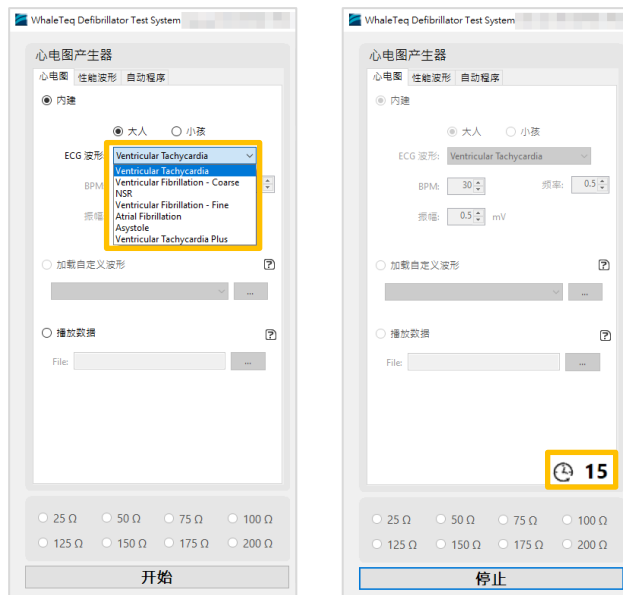 WhaleTeq Defibrillator Test System
心电图产生器
心电图 性能波形 自动程序
内建
大人 小孩
ECG 波形: Ventricular Tachycardia
Ventricular Tachycardia
Ventricular Fibrillation - Coarse
BPM
NSR
Ventricular Fibrillation - Fine
振幅
Atrial Fibrillation
Asystole
Ventricular Tachycardia Plus
加载自定义波形 ?
...
播放数据 ?
File: ...
25 Ω 50 Ω 75 Ω 100 Ω
125 Ω 150 Ω 175 Ω 200 Ω
开始
WhaleTeq Defibrillator Test System
心电图产生器
心电图 性能波形 自动程序
内建
大人 小孩
ECG 波形: Ventricular Tachycardia
BPM: 30 频率: 0.5
振幅: 0.5 mV
加载自定义波形 ?
...
播放数据 ?
File: ...
15
25 Ω 50 Ω 75 Ω 100 Ω
125 Ω 150 Ω 175 Ω 200 Ω
停止